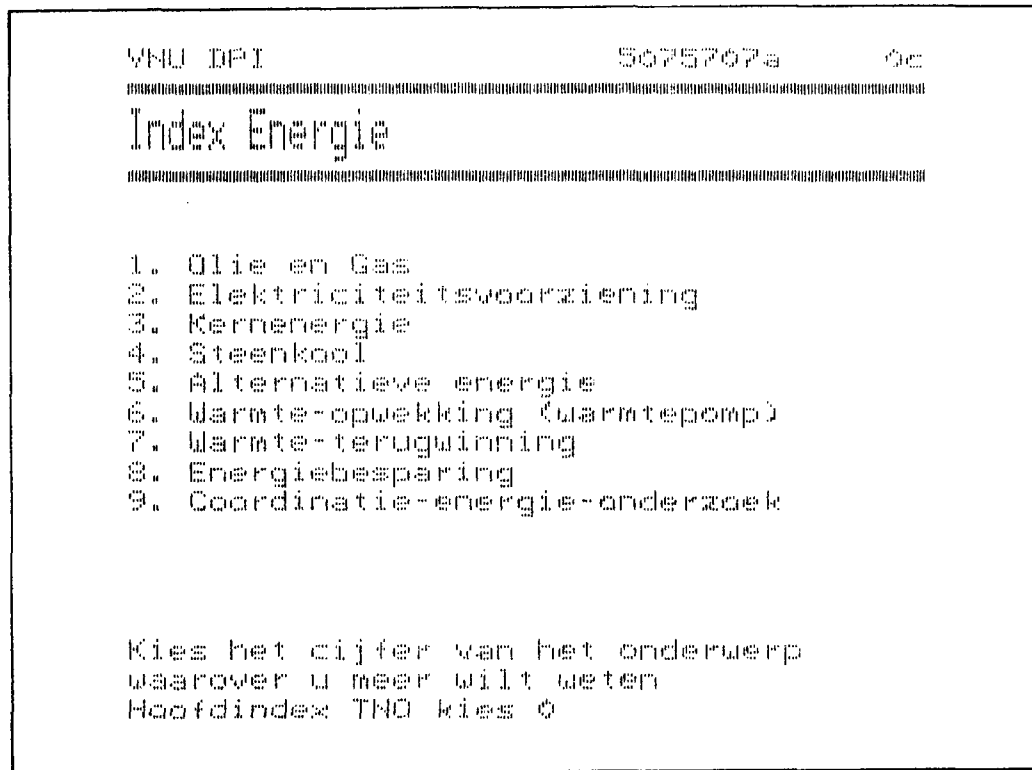 VNU DPI 5075707a 0c
Index Energie
1. Olie en Gas
2. Elektriciteitsvoorziening
3. Kernenergie
4. Steenkool
5. Alternatieve energie
6. Warmte-opwekking (warmtepomp)
7. Warmte-terugwinning
8. Energiebesparing
9. Coordinatie-energie-onderzoek
Kies het cijfer van het onderwerp
waarover u meer wilt weten
Hoofdindex TNO kies 0